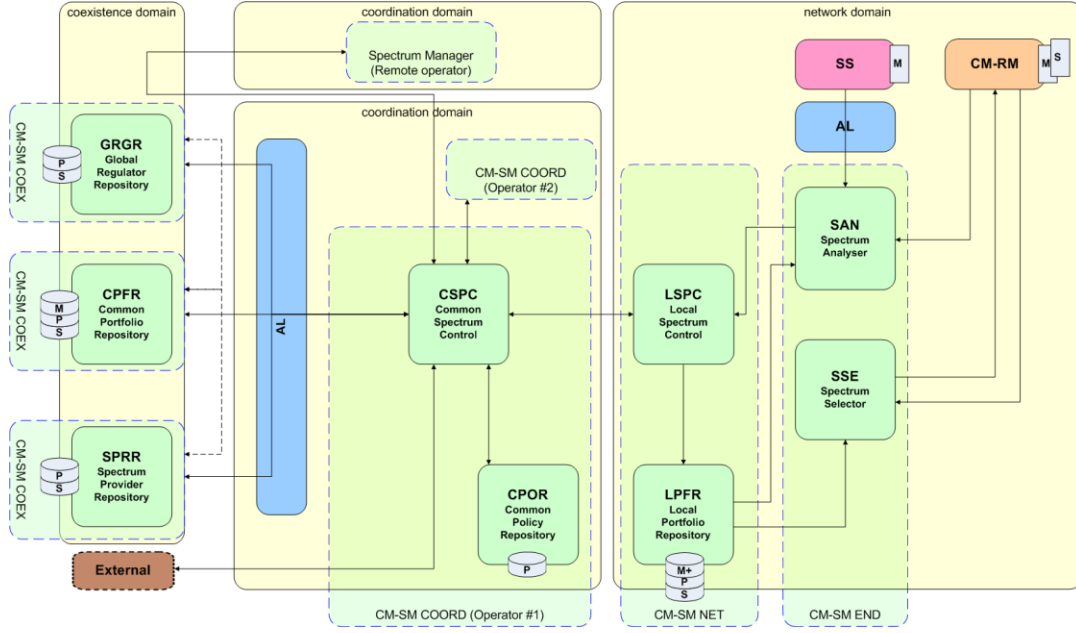 coexistence domain
coordination domain
network domain
Spectrum Manager
(Remote operator)
SS
M
CM-RM
M
S
AL
coordination domain
CM-SM COEX
GRGR
Global
Regulator
Repository
P
S
CM-SM COORD
(Operator #2)
SAN
Spectrum
Analyser
CM-SM COEX
CPFR
Common
Portfolio
Repository
M
P
S
AL
CSPC
Common
Spectrum
Control
LSPC
Local
Spectrum
Control
SSE
Spectrum
Selector
CM-SM COEX
SPRR
Spectrum
Provider
Repository
P
S
CPOR
Common
Policy
Repository
P
LPFR
Local
Portfolio
Repository
M+
P
S
External
CM-SM COORD (Operator #1)
CM-SM NET
CM-SM END